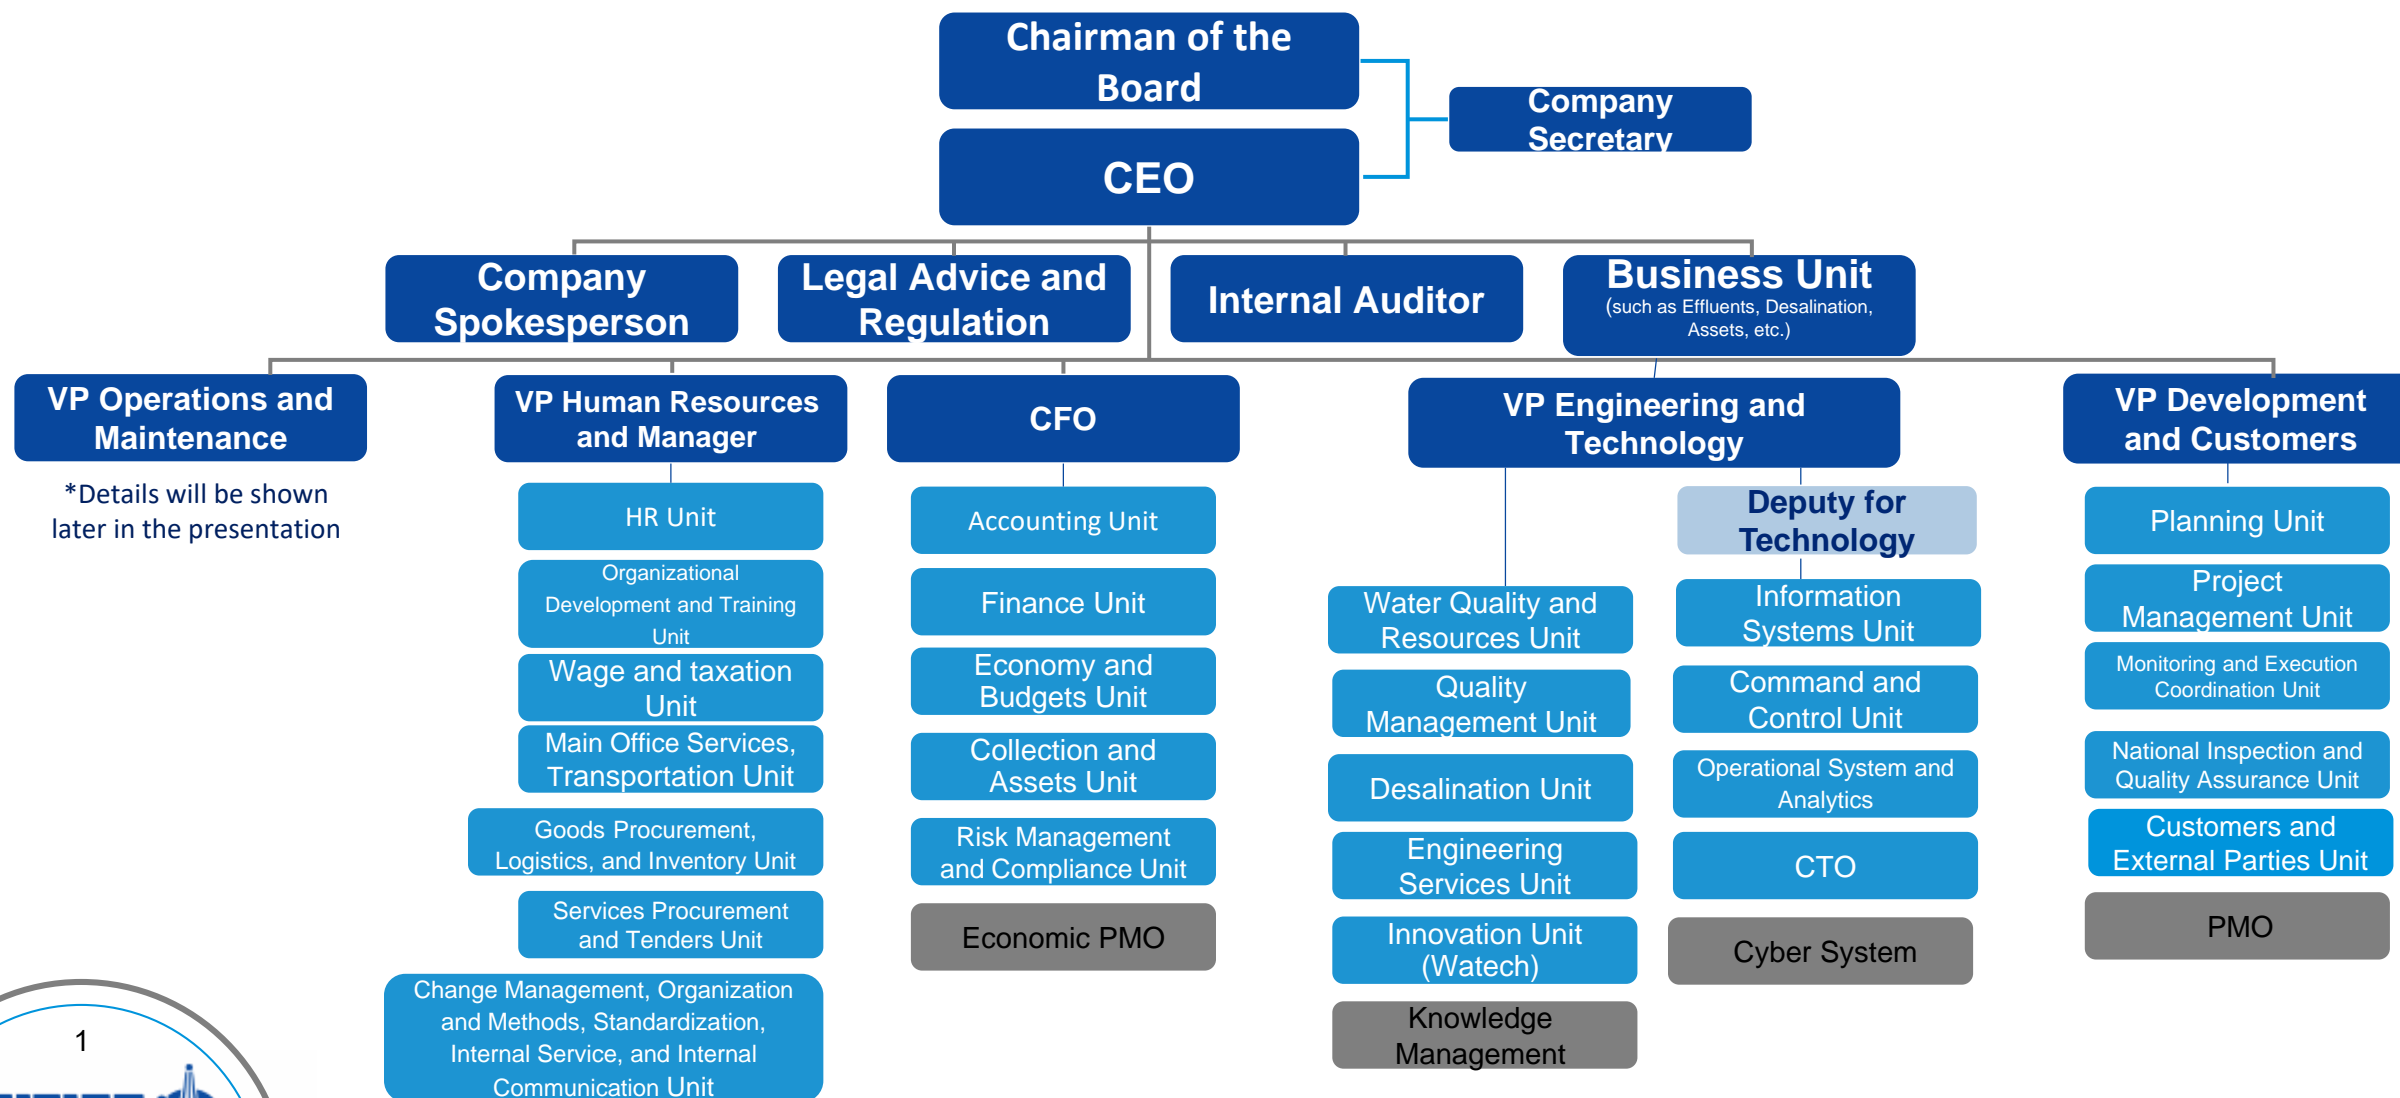 Chairman of the
Board
Company
Secretary
CEO
Company
Spokesperson
Legal Advice and
Regulation
Internal Auditor
Business Unit
(such as Effluents, Desalination,
Assets, etc.)
VP Operations and
Maintenance
*Details will be shown
later in the presentation
VP Human Resources
and Manager
HR Unit
Organizational
Development and Training
Unit
Wage and taxation
Unit
Main Office Services,
Transportation Unit
Goods Procurement,
Logistics, and Inventory Unit
Services Procurement
and Tenders Unit
Change Management, Organization
and Methods, Standardization,
Internal Service, and Internal
Communication Unit
CFO
Accounting Unit
Finance Unit
Economy and
Budgets Unit
Collection and
Assets Unit
Risk Management
and Compliance Unit
Economic PMO
VP Engineering and
Technology
Water Quality and
Resources Unit
Quality
Management Unit
Desalination Unit
Engineering
Services Unit
Innovation Unit
(Watech)
Knowledge
Management
Deputy for
Technology
Information
Systems Unit
Command and
Control Unit
Operational System and
Analytics
CTO
Cyber System
VP Development
and Customers
Planning Unit
Project
Management Unit
Monitoring and Execution
Coordination Unit
National Inspection and
Quality Assurance Unit
Customers and
External Parties Unit
PMO
1